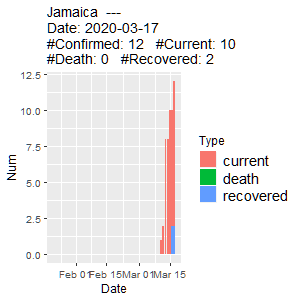 Jamaica  ---
Date: 2020-03-17
#Confirmed: 12   #Current: 10
#Death: 0   #Recovered: 2
12.5
10.0
7.5
5.0
2.5
0.0
Num
Feb 01
Feb 15
Mar 01
Mar 15
Date
Type
current
death
recovered